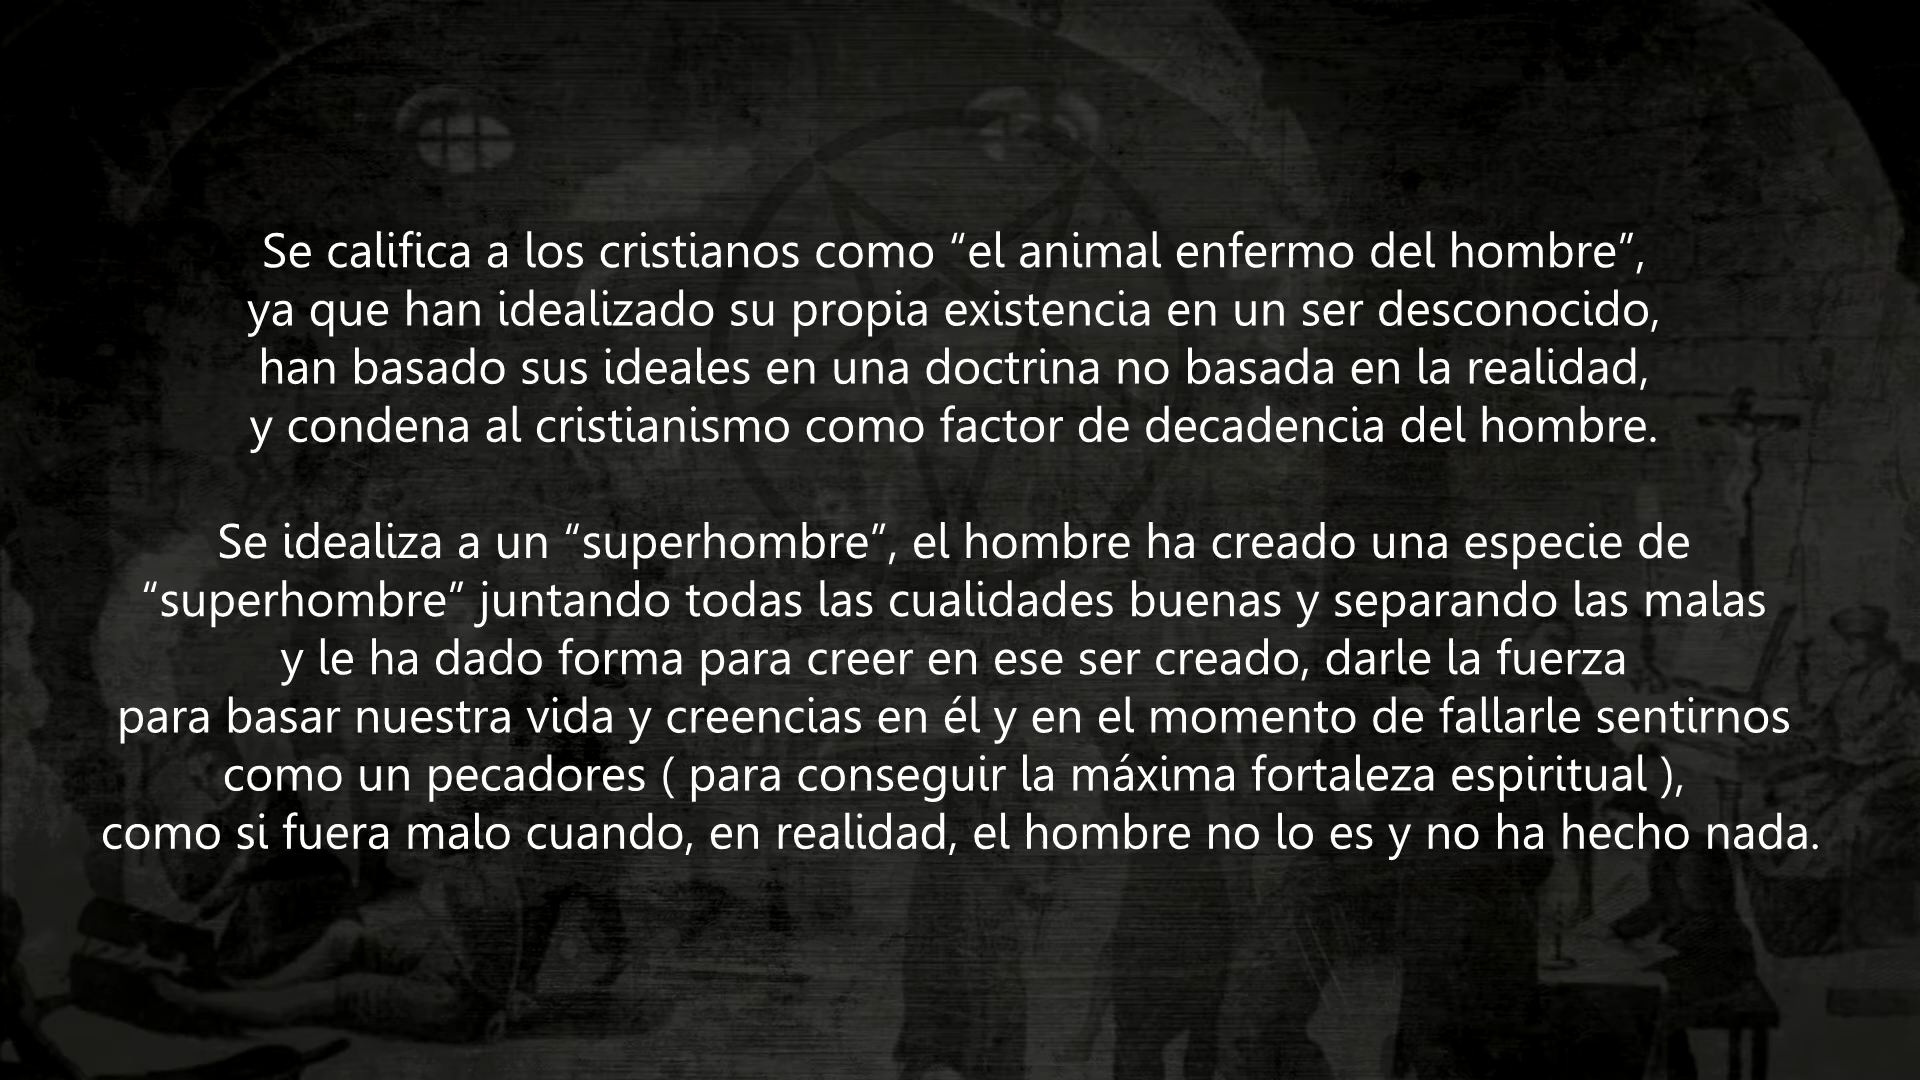 Se califica a los cristianos como “el animal enfermo del hombre”,
ya que han idealizado su propia existencia en un ser desconocido,
han basado sus ideales en una doctrina no basada en la realidad,
y condena al cristianismo como factor de decadencia del hombre.
Se idealiza a un “superhombre”, el hombre ha creado una especie de
“superhombre” juntando todas las cualidades buenas y separando las malas
y le ha dado forma para creer en ese ser creado, darle la fuerza
para basar nuestra vida y creencias en él y en el momento de fallarle sentirnos
como un pecadores ( para conseguir la máxima fortaleza espiritual ),
como si fuera malo cuando, en realidad, el hombre no lo es y no ha hecho nada.